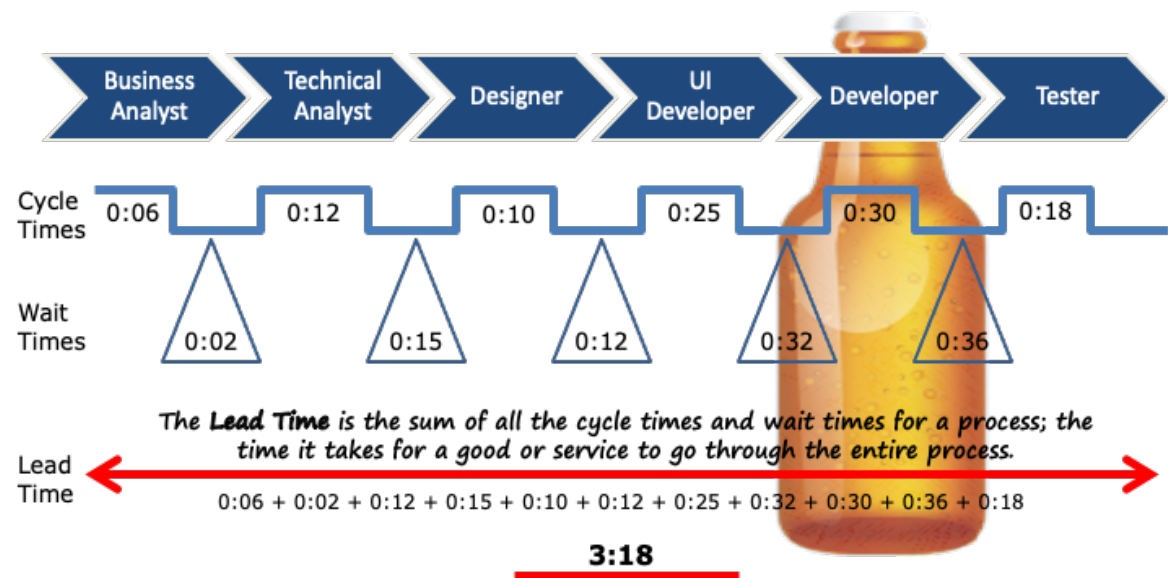 Business
Analyst
Technical
Analyst
Designer
UI
Developer
Developer
Tester
Cycle
Times
0:06
0:12
0:10
0:25
0:30
0:18
Wait
Times
0:02
0:15
0:12
0:32
0:36
The Lead Time is the sum of all the cycle times and wait times for a process; the
time it takes for a good or service to go through the entire process.
Lead
Time
0:06 + 0:02 + 0:12 + 0:15 + 0:10 + 0:12 + 0:25 + 0:32 + 0:30 + 0:36 + 0:18
3:18